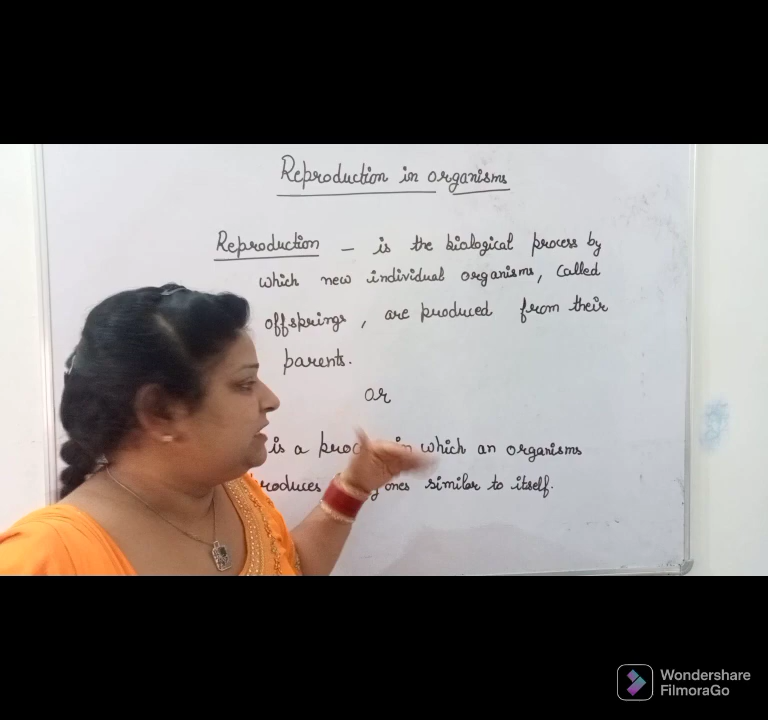 Reproduction in organisms
Reproduction – is the biological process by
which new individual organisms, called
offsprings, are produced from their
parents.
or
is a in which an organisms
similar to itself.
Wondershare
FilmoraGo